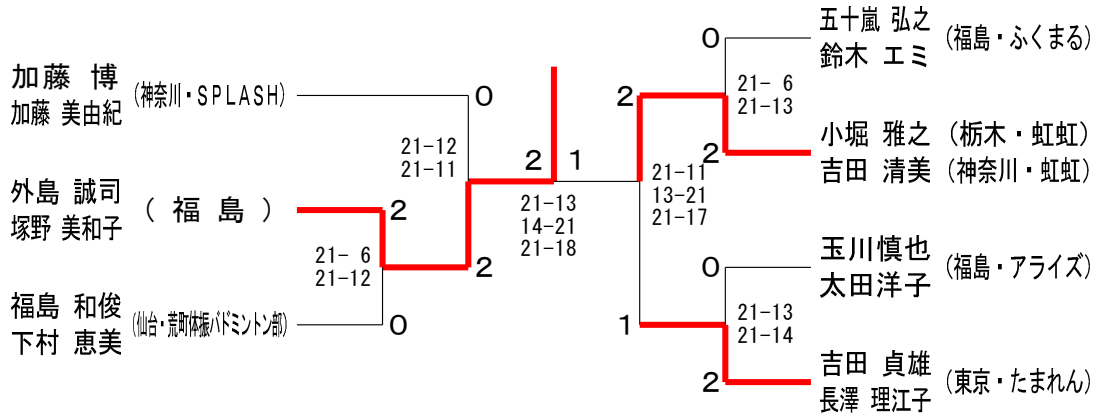 加藤 博
加藤 美由紀
(神奈川・SPLASH)
0
21-12
21-11
外島 誠司
塚野 美和子
( 福 島 )
2
21- 6
21-12
2
福島 和俊
下村 恵美
(仙台・荒町体振バドミントン部)
0
2
1
21-13
14-21
21-18
五十嵐 弘之
鈴木 エミ
(福島・ふくまる)
0
21- 6
21-13
2
小堀 雅之 (栃木・虹虹)
吉田 清美 (神奈川・虹虹)
2
21-11
13-21
21-17
玉川慎也
太田洋子
(福島・アライズ)
0
21-13
21-14
1
吉田 貞雄
長澤 理江子
(東京・たまれん)
2